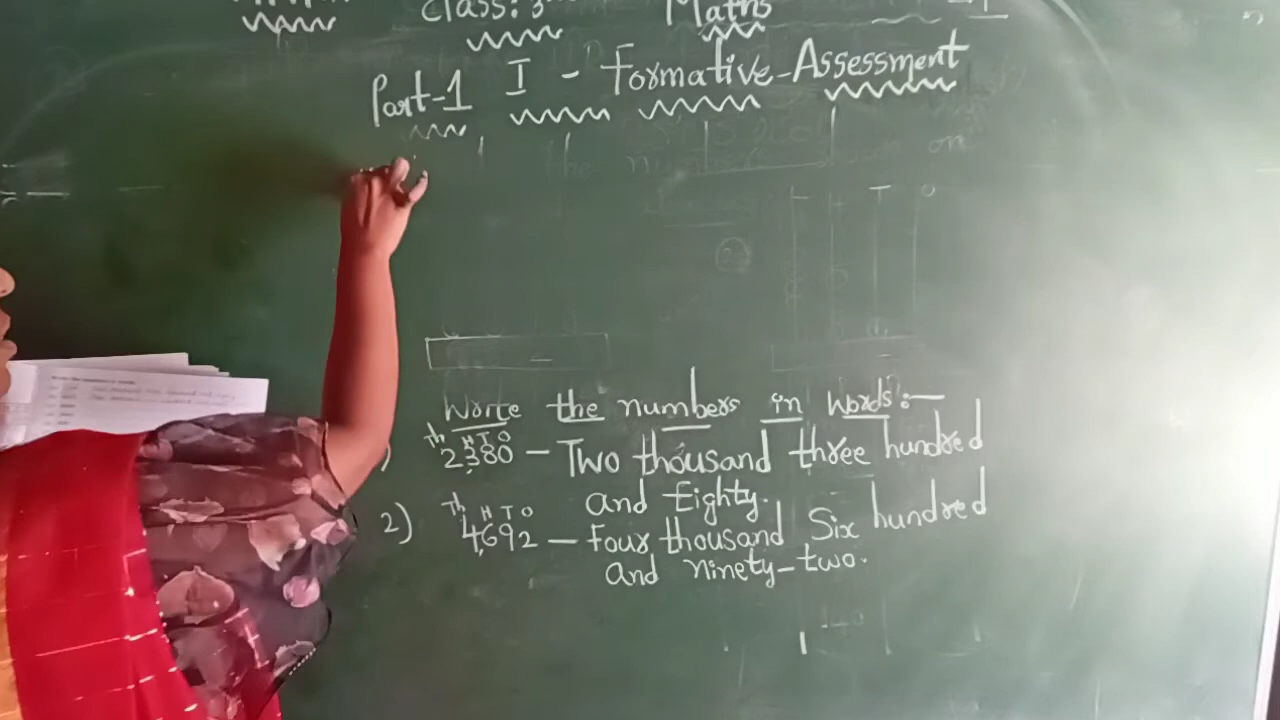 Class: 3rd Maths
Part-1 I - Formative-Assessment
Write the numbers in words:-
Th H T O
2,380 - Two thousand three hundred
and Eighty.
Th H T O
2) 4,692 - Four thousand Six hundred
and ninety-two.